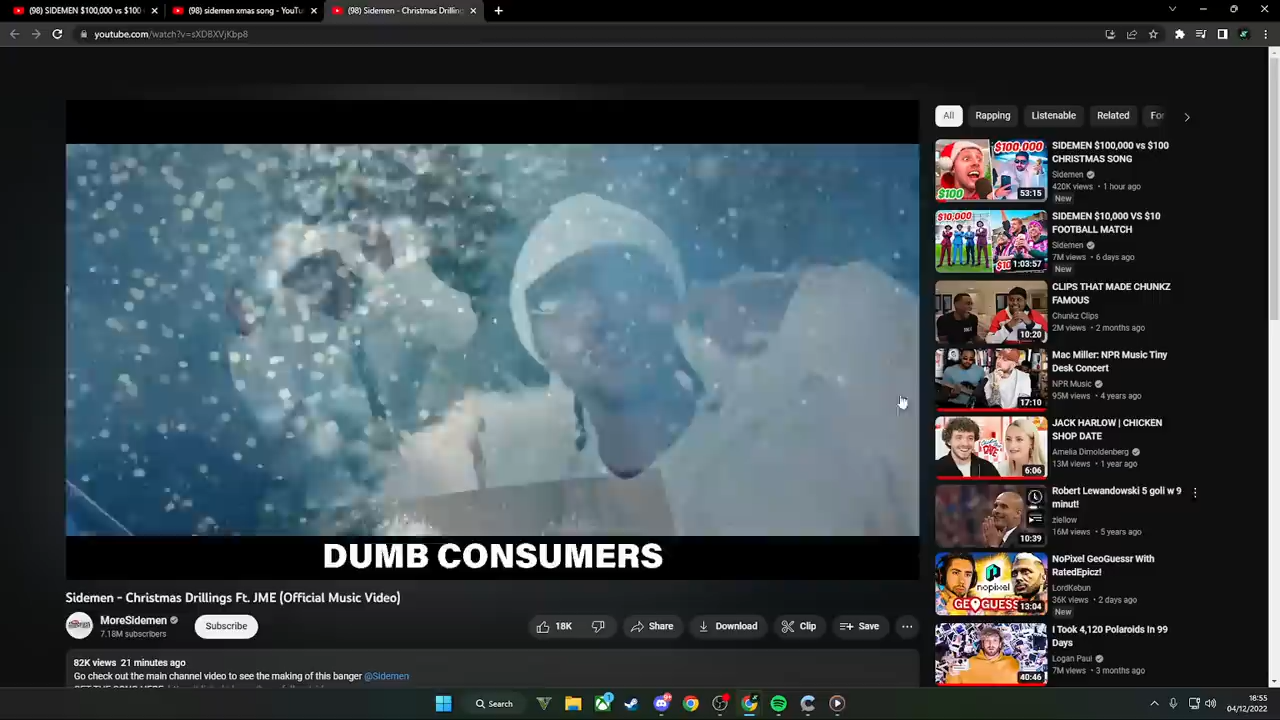 (98) SIDEMEN $100,000 vs $100
(98) sidemen xmas song - YouTu
(98) Sidemen - Christmas Drilling
youtube.com/watch?v=sXDBXVjKbp8
DUMB CONSUMERS
Sidemen - Christmas Drillings Ft. JME (Official Music Video)
MoreSidemen
7.18M subscribers
Subscribe
18K
Share
Download
Clip
Save
82K views 21 minutes ago
Go check out the main channel video to see the making of this banger @Sidemen
All
Rapping
Listenable
Related
For
$100,000
$100
53:15
SIDEMEN $100,000 vs $100
CHRISTMAS SONG
Sidemen
420K views • 1 hour ago
New
$10,000
1:03:57
SIDEMEN $10,000 VS $10
FOOTBALL MATCH
Sidemen
7M views • 6 days ago
New
10:20
CLIPS THAT MADE CHUNKZ
FAMOUS
Chunkz Clips
2M views • 2 months ago
17:10
Mac Miller: NPR Music Tiny
Desk Concert
NPR Music
95M views • 4 years ago
6:06
JACK HARLOW | CHICKEN
SHOP DATE
Amelia Dimoldenberg
13M views • 1 year ago
10:39
Robert Lewandowski 5 goli w 9
minut!
ziellow
16M views • 5 years ago
nopixel
GEOGUESS
13:04
NoPixel GeoGuessr With
RatedEpicz!
LordKebun
36K views • 2 days ago
New
40:46
I Took 4,120 Polaroids In 99
Days
Logan Paul
7M views • 3 months ago
Search
18:55
04/12/2022